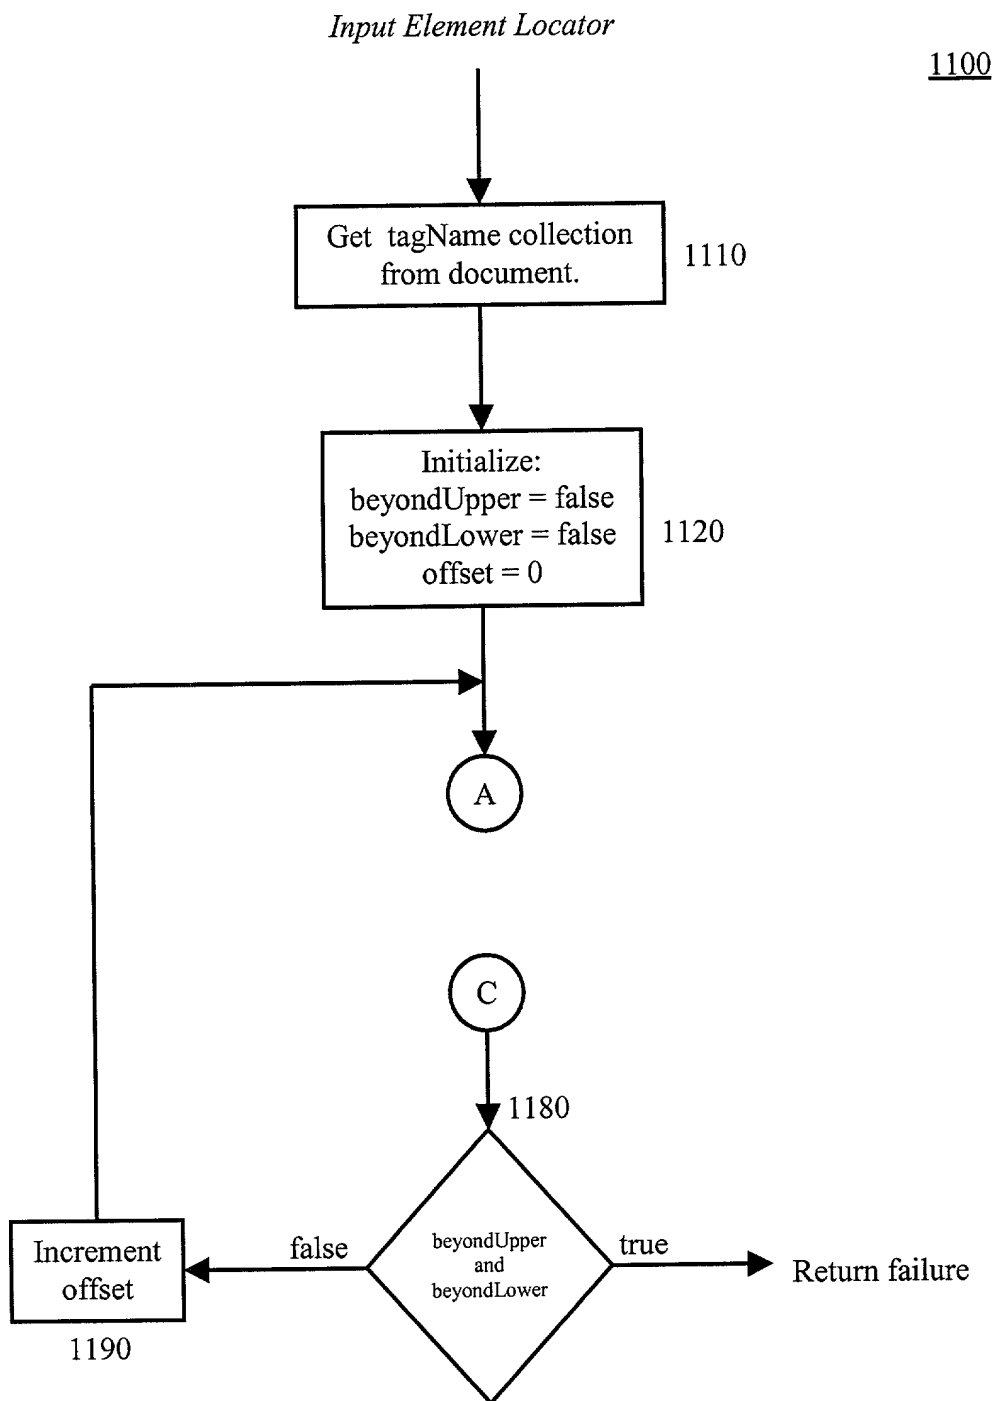 Input Element Locator
1100
Get tagName collection
from document.
1110
Initialize:
beyondUpper = false
beyondLower = false
offset = 0
1120
A
C
1180
beyondUpper
and
beyondLower
false
true
Return failure
Increment
offset
1190